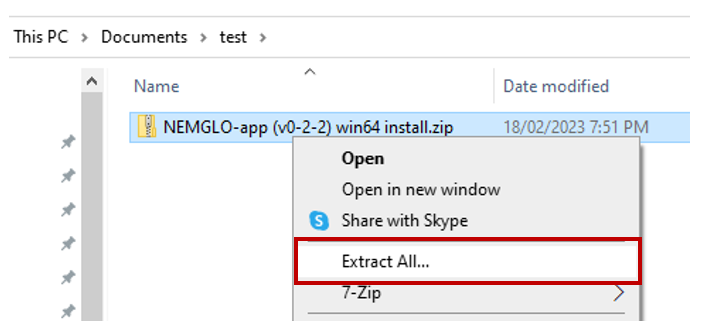 This PC > Documents > test >
Name Date modified
NEMGLO-app (v0-2-2) win64 install.zip 18/02/2023 7:51 PM
Open
Open in new window
S Share with Skype
Extract All...
7-Zip >